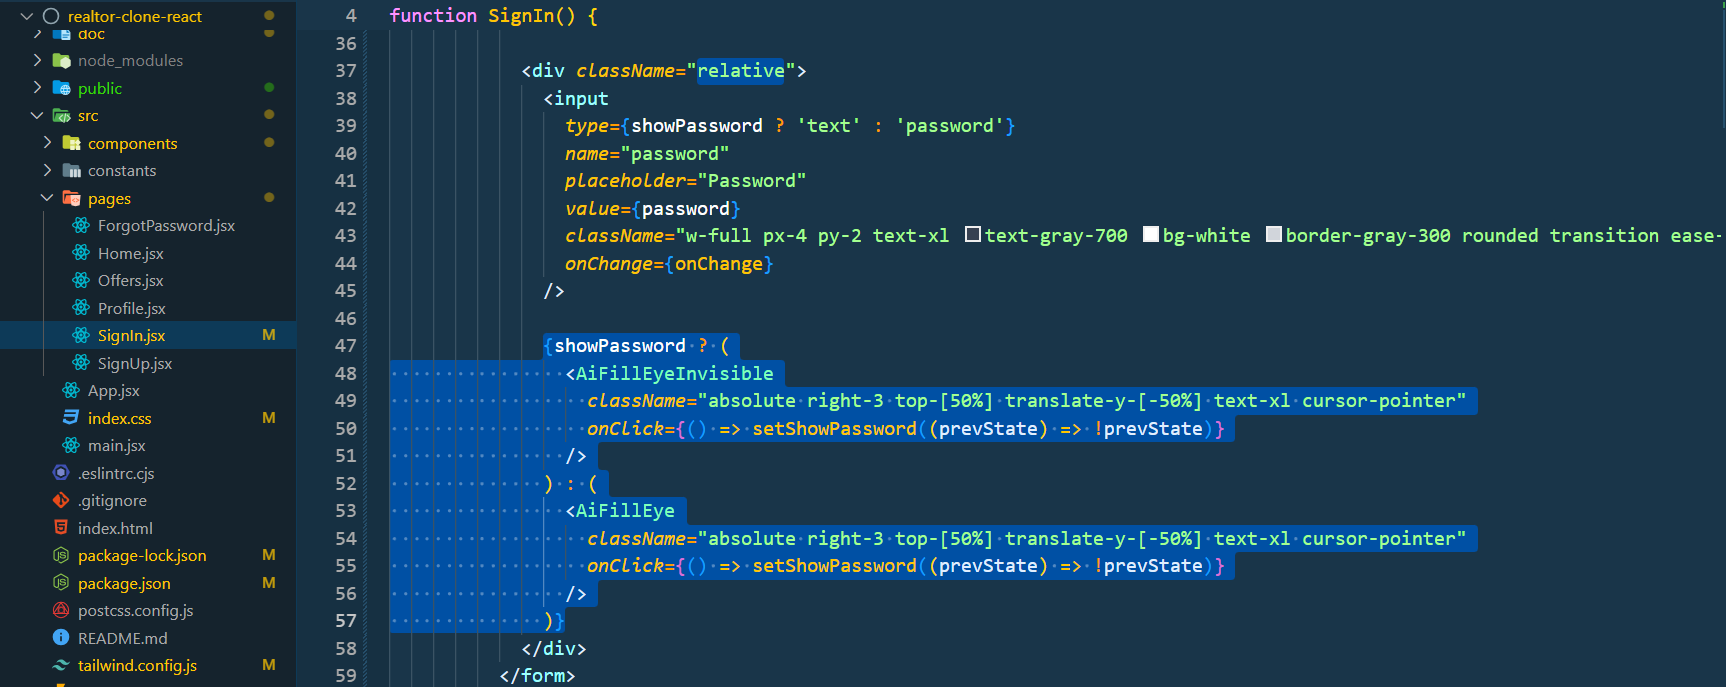 realtor-clone-react
doc
node_modules
public
src
components
constants
pages
ForgotPassword.jsx
Home.jsx
Offers.jsx
Profile.jsx
SignIn.jsx M
SignUp.jsx
App.jsx
index.css M
main.jsx
.eslintrc.cjs
.gitignore
index.html
package-lock.json M
package.json M
postcss.config.js
README.md
tailwind.config.js M
4 function SignIn() {
36
37 <div className="relative">
38 <input
39 type={showPassword ? 'text' : 'password'}
40 name="password"
41 placeholder="Password"
42 value={password}
43 className="w-full px-4 py-2 text-xl text-gray-700 bg-white border-gray-300 rounded transition ease-
44 onChange={onChange}
45 />
46
47 {showPassword ? (
48 <AiFillEyeInvisible
49 className="absolute right-3 top-[50%] translate-y-[-50%] text-xl cursor-pointer"
50 onClick={() => setShowPassword((prevState) => !prevState)}
51 />
52 ) : (
53 <AiFillEye
54 className="absolute right-3 top-[50%] translate-y-[-50%] text-xl cursor-pointer"
55 onClick={() => setShowPassword((prevState) => !prevState)}
56 />
57 )}
58 </div>
59 </form>